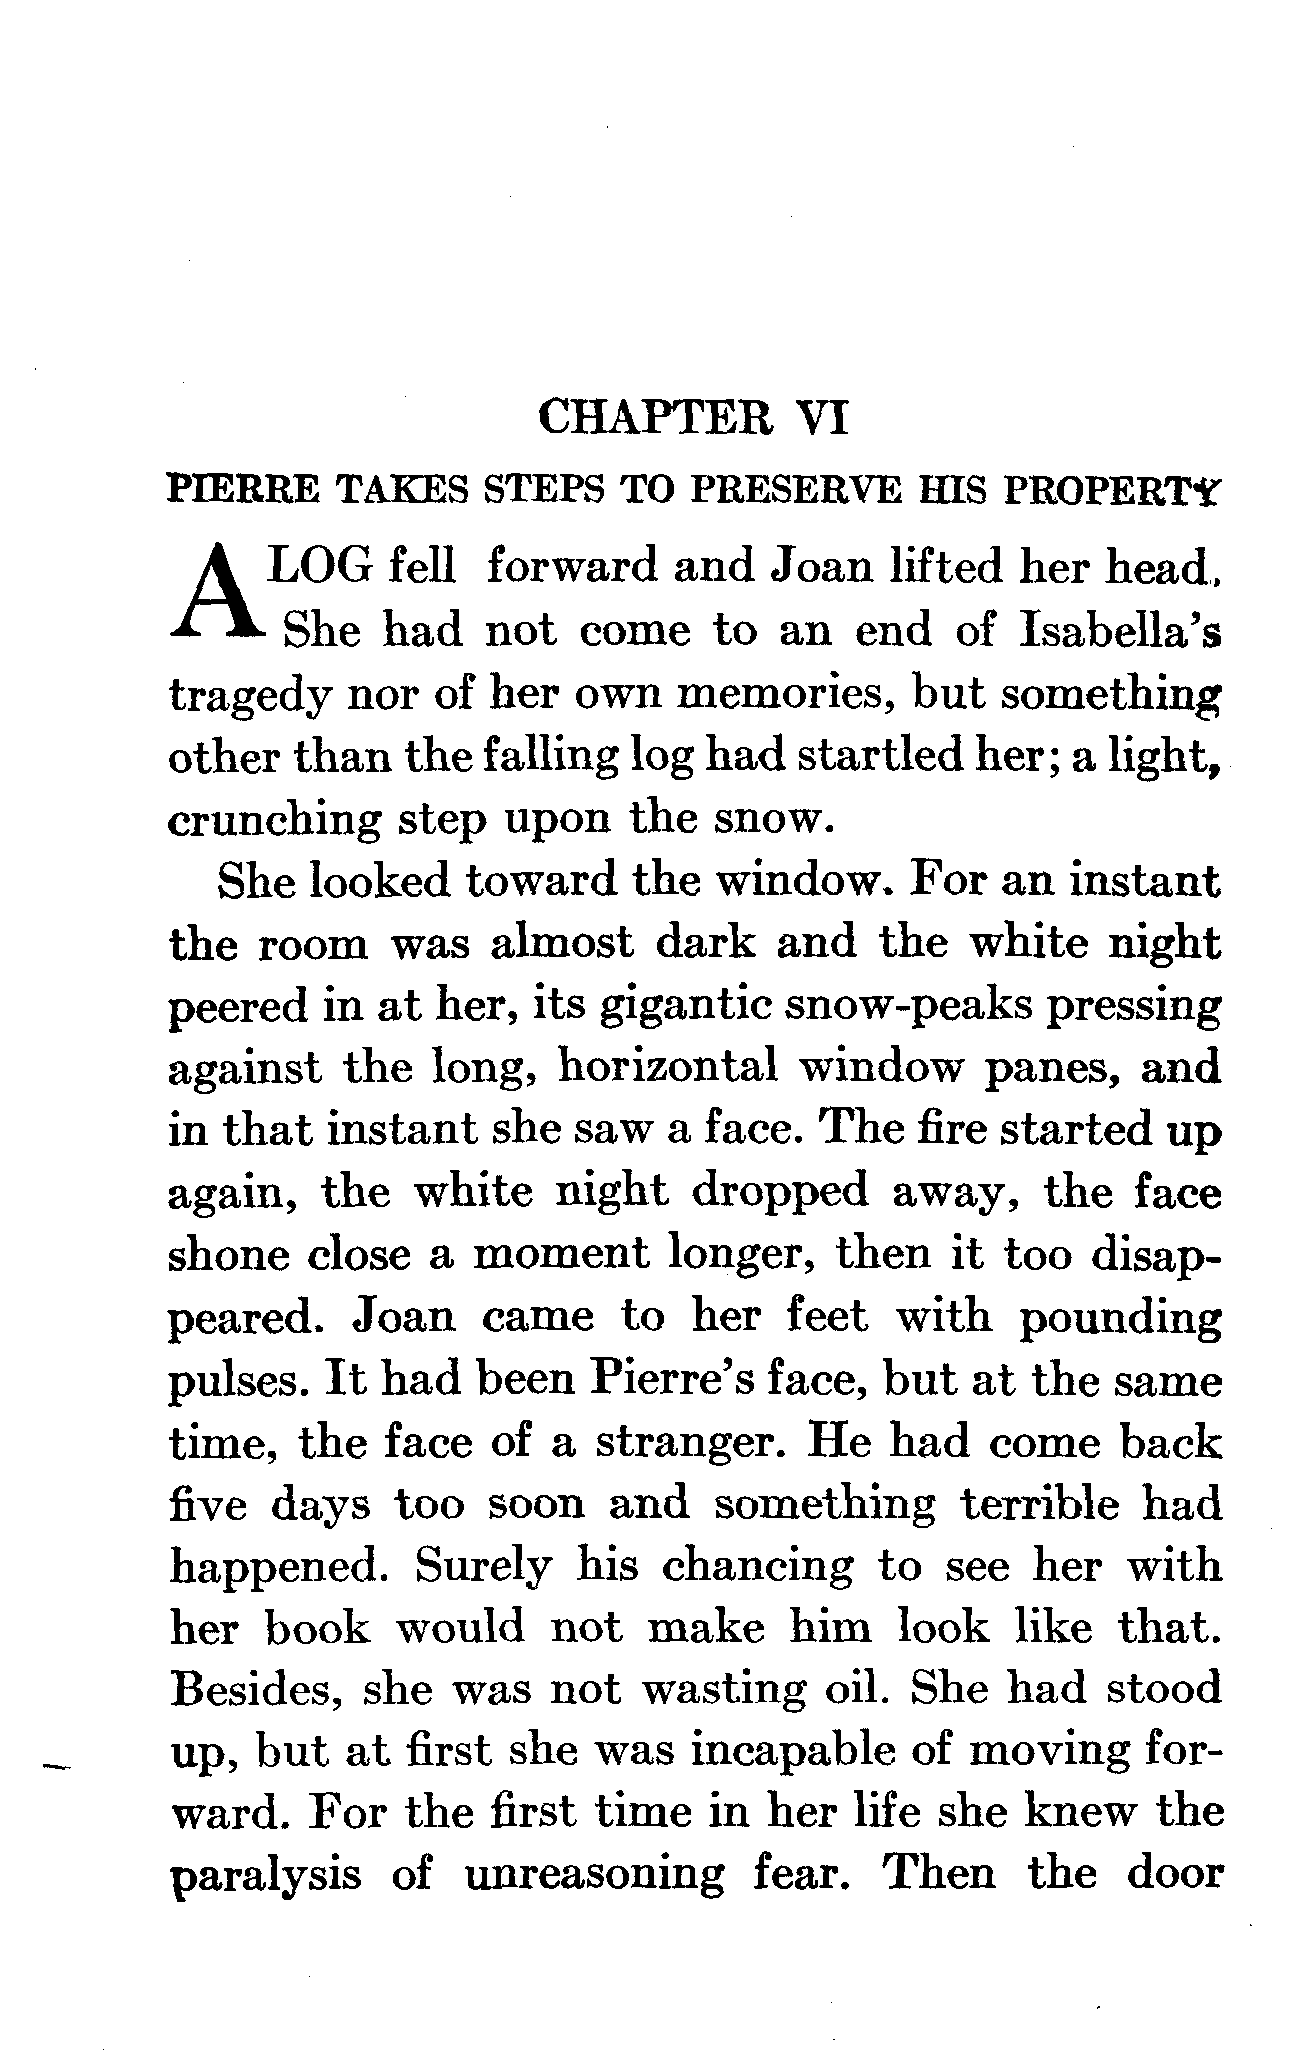 CHAPTER VI
PIERRE TAKES STEPS TO PRESERVE HIS PROPERTY
A LOG fell forward and Joan lifted her head.
She had not come to an end of Isabella's
tragedy nor of her own memories, but something
other than the falling log had startled her; a light,
crunching step upon the snow.
She looked toward the window. For an instant
the room was almost dark and the white night
peered in at her, its gigantic snow-peaks pressing
against the long, horizontal window panes, and
in that instant she saw a face. The fire started up
again, the white night dropped away, the face
shone close a moment longer, then it too disap-
peared. Joan came to her feet with pounding
pulses. It had been Pierre's face, but at the same
time, the face of a stranger. He had come back
five days too soon and something terrible had
happened. Surely his chancing to see her with
her book would not make him look like that.
Besides, she was not wasting oil. She had stood
up, but at first she was incapable of moving for-
ward. For the first time in her life she knew the
paralysis of unreasoning fear. Then the door